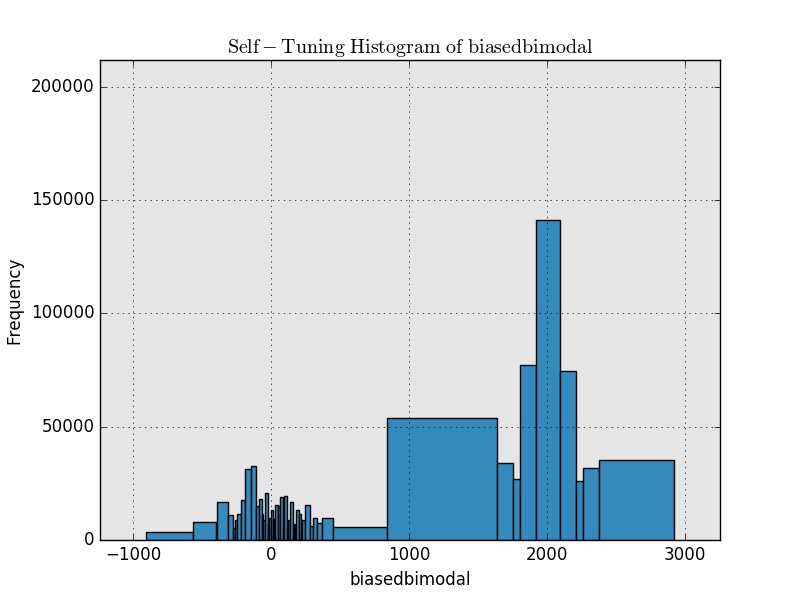 Self − Tuning Histogram of biasedbimodal
200000
150000
100000
50000
0
Frequency
−1000 0 1000 2000 3000
biasedbimodal